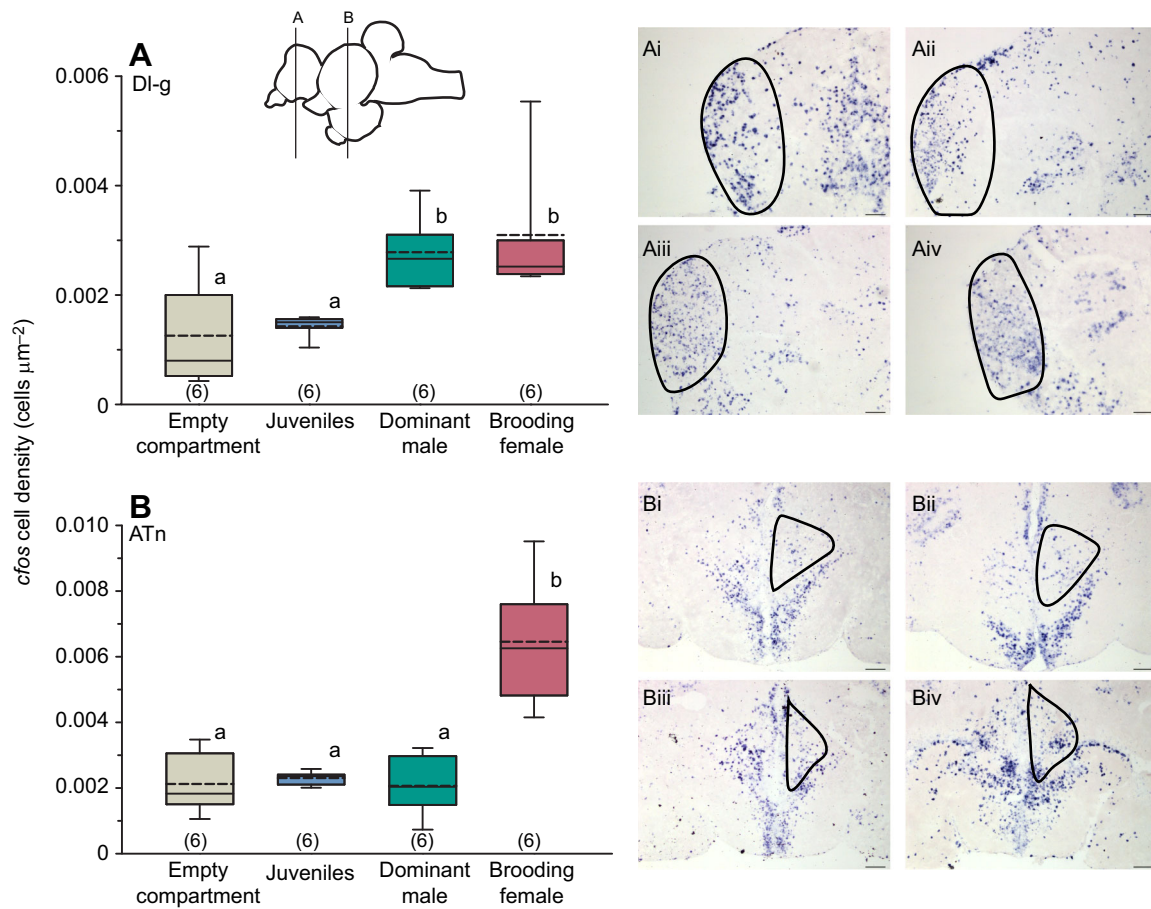 A
Dl-g
A B
cfos cell density (cells µm–2)
0.006
0.004
0.002
0
a
a
b
b
(6) (6) (6) (6)
Empty
compartment
Juveniles
Dominant
male
Brooding
female
Ai
Aii
Aiii
Aiv
B
ATn
0.010
0.008
0.006
0.004
0.002
0
a
a
a
b
(6) (6) (6) (6)
Empty
compartment
Juveniles
Dominant
male
Brooding
female
Bi
Bii
Biii
Biv